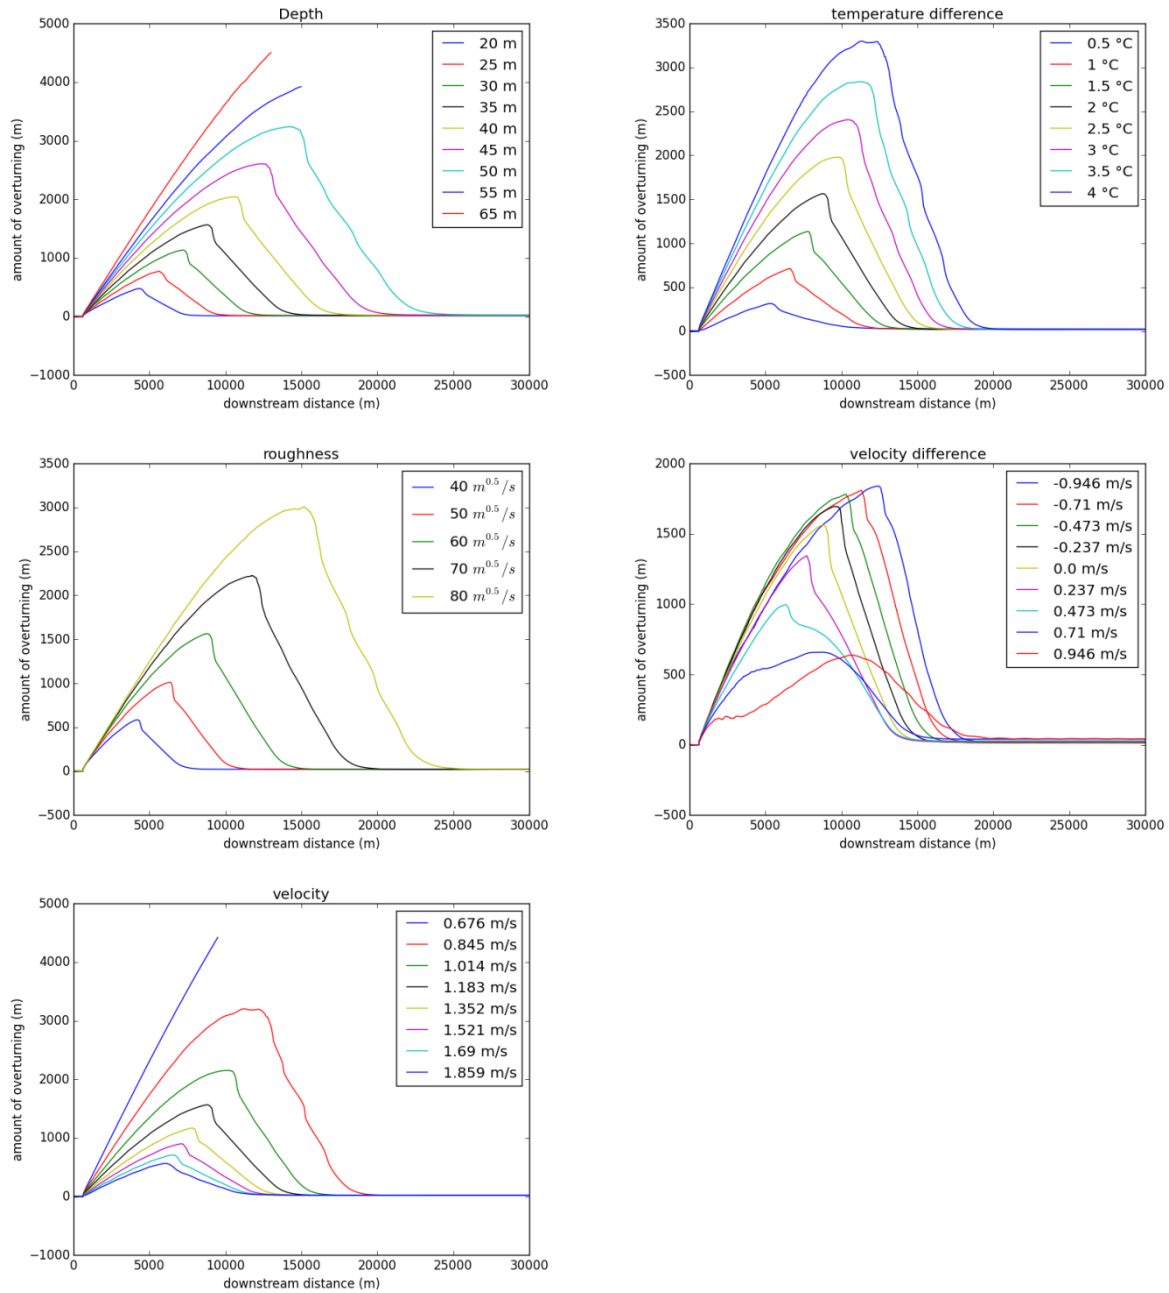 Depth
5000
4000
3000
2000
1000
0
−1000
amount of overturning (m)
20 m
25 m
30 m
35 m
40 m
45 m
50 m
55 m
65 m
0 5000 10000 15000 20000 25000 30000
downstream distance (m)
temperature difference
3500
3000
2500
2000
1500
1000
500
0
−500
amount of overturning (m)
0.5 °C
1 °C
1.5 °C
2 °C
2.5 °C
3 °C
3.5 °C
4 °C
0 5000 10000 15000 20000 25000 30000
downstream distance (m)
roughness
3500
3000
2500
2000
1500
1000
500
0
−500
amount of overturning (m)
40 m^{0.5}/s
50 m^{0.5}/s
60 m^{0.5}/s
70 m^{0.5}/s
80 m^{0.5}/s
0 5000 10000 15000 20000 25000 30000
downstream distance (m)
velocity difference
2000
1500
1000
500
0
−500
amount of overturning (m)
-0.946 m/s
-0.71 m/s
-0.473 m/s
-0.237 m/s
0.0 m/s
0.237 m/s
0.473 m/s
0.71 m/s
0.946 m/s
0 5000 10000 15000 20000 25000 30000
downstream distance (m)
velocity
5000
4000
3000
2000
1000
0
−1000
amount of overturning (m)
0.676 m/s
0.845 m/s
1.014 m/s
1.183 m/s
1.352 m/s
1.521 m/s
1.69 m/s
1.859 m/s
0 5000 10000 15000 20000 25000 30000
downstream distance (m)